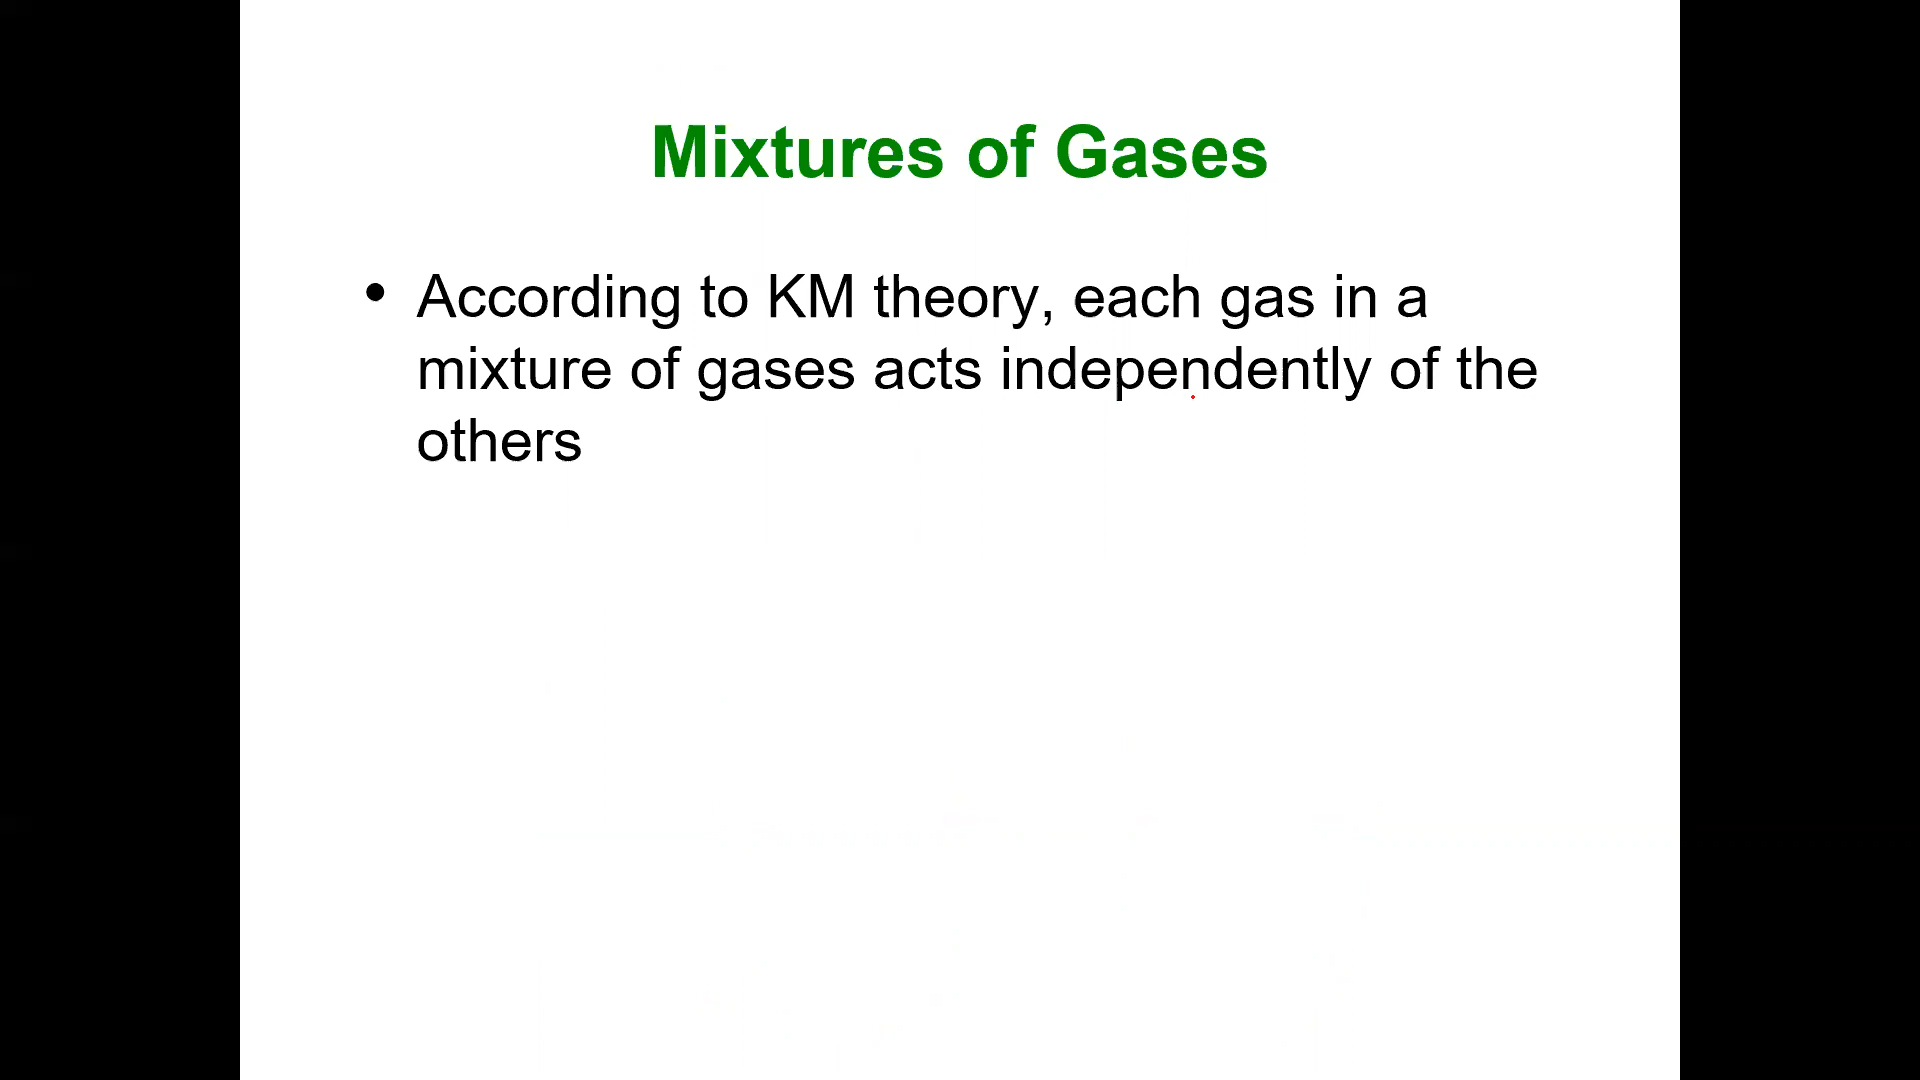 Mixtures of Gases
• According to KM theory, each gas in a
mixture of gases acts independently of the
others